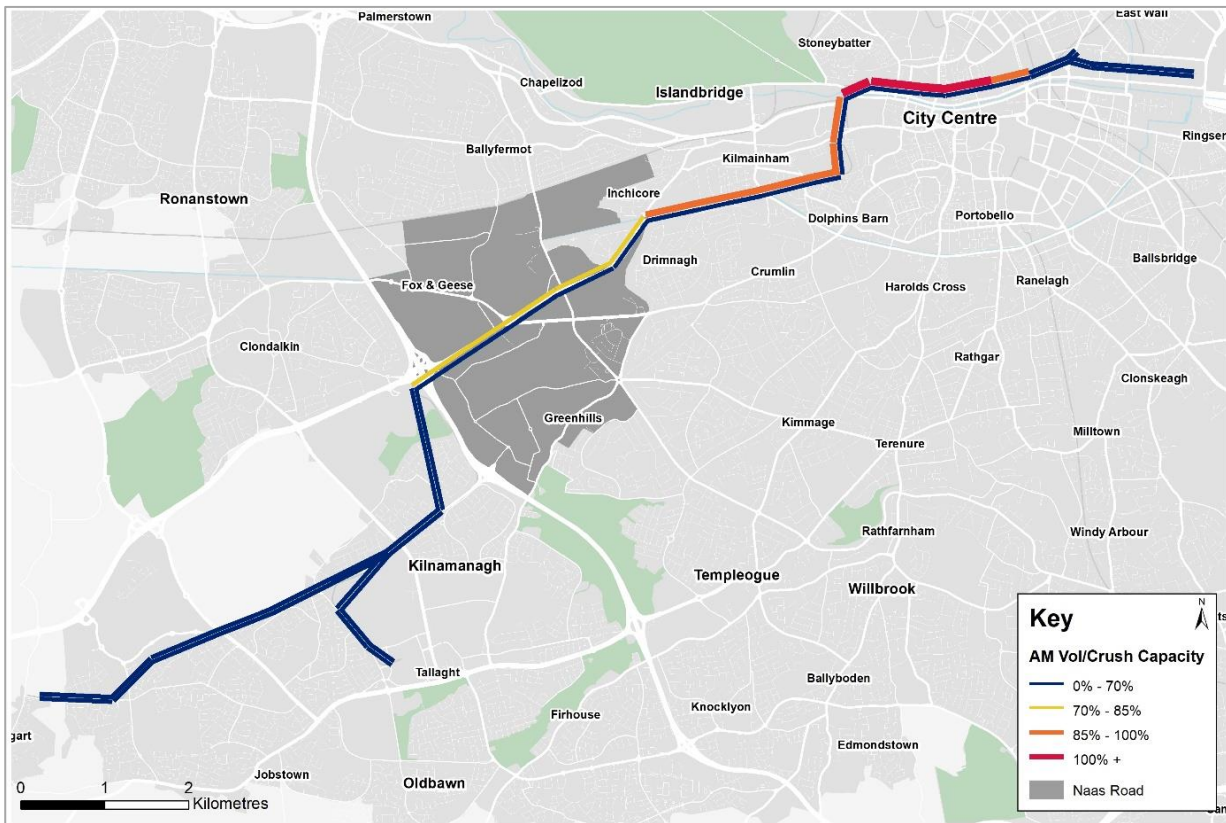 East Wall
Palmerstown
Stoneybatter
Chapelizod
Islandbridge
City Centre
Ringsen
Ballyfermot
Kilmainham
Inchicore
Ronanstown
Dolphins Barn
Portobello
Drimnagh
Ballsbridge
Crumlin
Ranelagh
Fox & Geese
Harolds Cross
Clondalkin
Rathgar
Clonskeagh
Greenhills
Kimmage
Milltown
Terenure
Rathfarnham
Windy Arbour
Kilnamanagh
Templeogue
Willbrook
Tallaght
Ballyboden
Knocklyon
Firhouse
gart
Edmondstown
Jobstown
Oldbawn
0 1 2
Kilometres
N
Key
AM Vol/Crush Capacity
0% - 70%
70% - 85%
85% - 100%
100% +
Naas Road